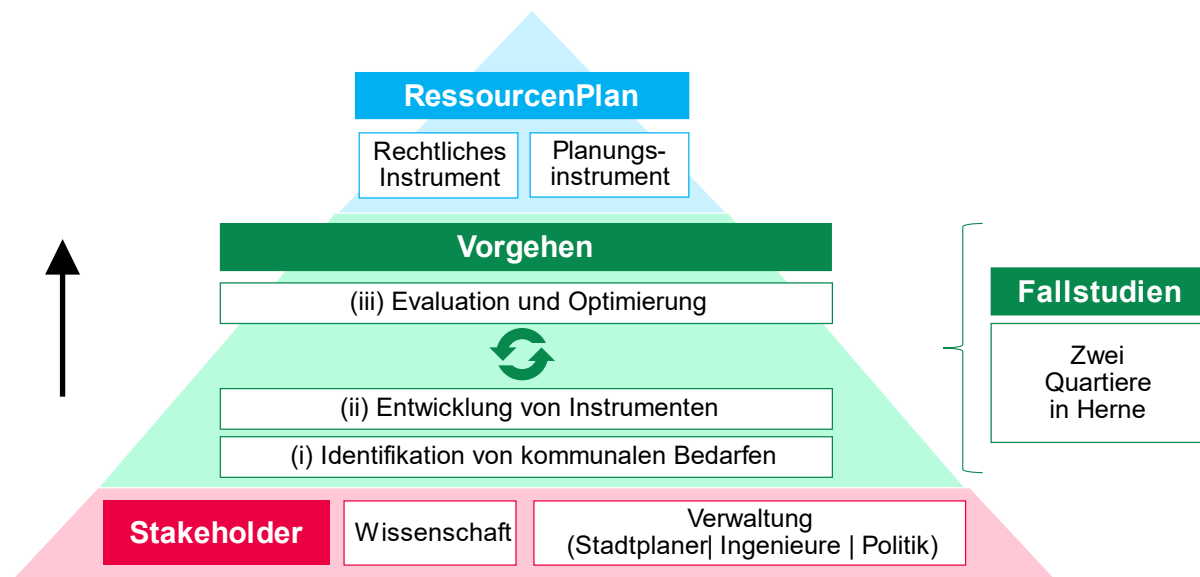 RessourcenPlan
Rechtliches
Instrument
Planungs-
instrument
Vorgehen
(iii) Evaluation und Optimierung
(ii) Entwicklung von Instrumenten
(i) Identifikation von kommunalen Bedarfen
Fallstudien
Zwei
Quartiere
in Herne
Stakeholder
Wissenschaft
Verwaltung
(Stadtplaner| Ingenieure | Politik)